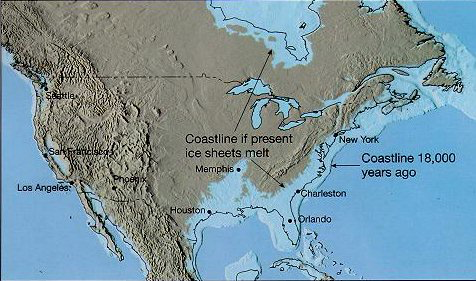 Seattle
Coastline if present
ice sheets melt
New York
San Francisco
Coastline 18,000
years ago
Memphis
Phoenix
Los Angeles
Charleston
Houston
Orlando